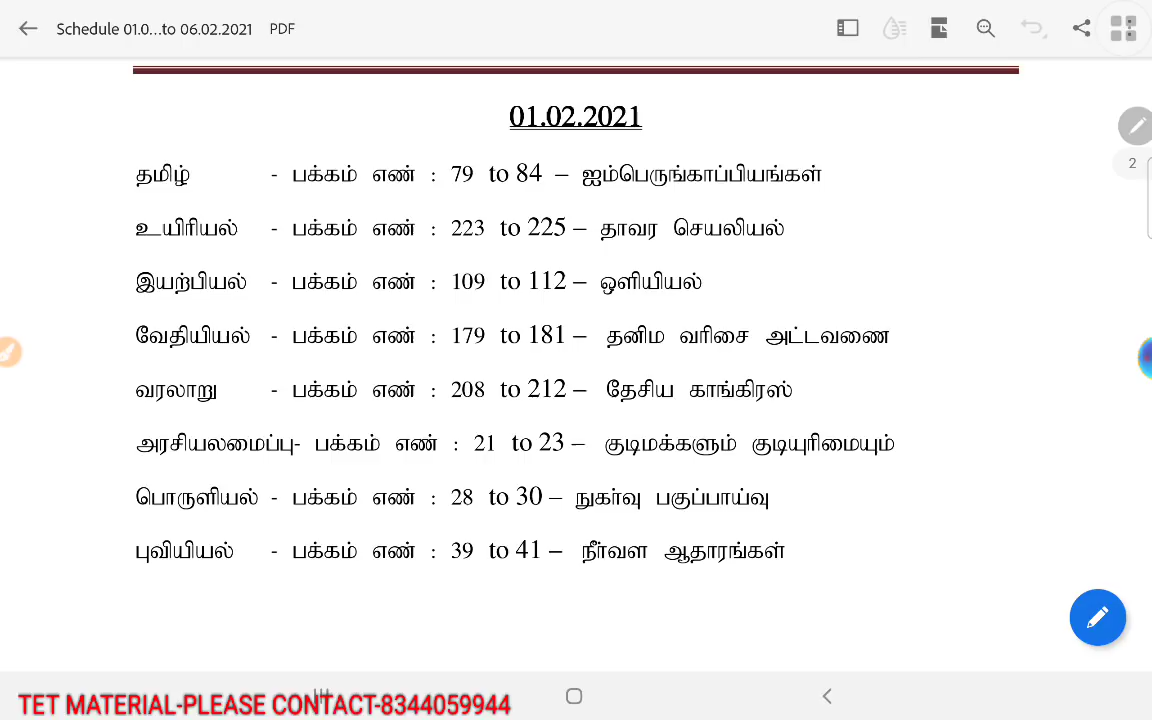 Schedule 01.0...to 06.02.2021 PDF
01.02.2021
2
தமிழ் - பக்கம் எண் : 79 to 84 – ஐம்பெருங்காப்பியங்கள்
உயிரியல் - பக்கம் எண் : 223 to 225 – தாவர செயலியல்
இயற்பியல் - பக்கம் எண் : 109 to 112 – ஒளியியல்
வேதியியல் - பக்கம் எண் : 179 to 181 – தனிம வரிசை அட்டவணை
வரலாறு - பக்கம் எண் : 208 to 212 – தேசிய காங்கிரஸ்
அரசியலமைப்பு- பக்கம் எண் : 21 to 23 – குடிமக்களும் குடியுரிமையும்
பொருளியல் - பக்கம் எண் : 28 to 30 – நுகர்வு பகுப்பாய்வு
புவியியல் - பக்கம் எண் : 39 to 41 – நீர்வள ஆதாரங்கள்
TET MATERIAL-PLEASE CONTACT-8344059944